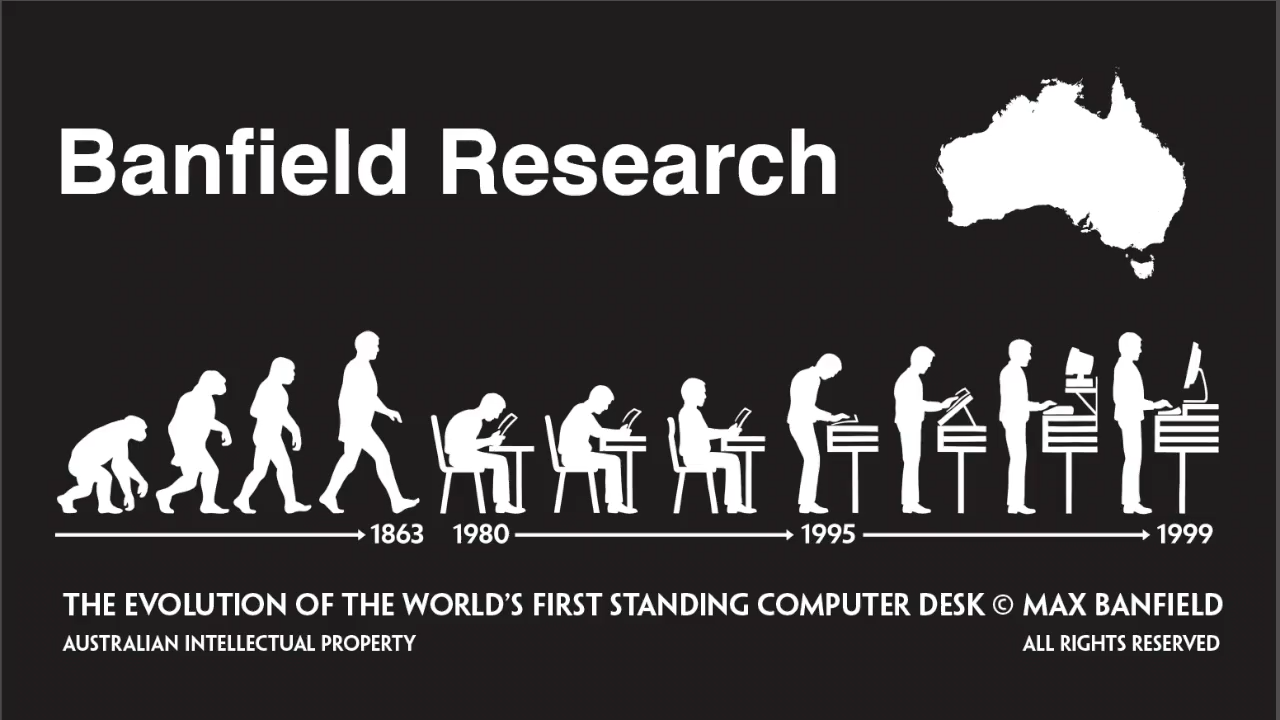 Banfield Research
1863 1980 1995 1999
THE EVOLUTION OF THE WORLD'S FIRST STANDING COMPUTER DESK © MAX BANFIELD
AUSTRALIAN INTELLECTUAL PROPERTY ALL RIGHTS RESERVED